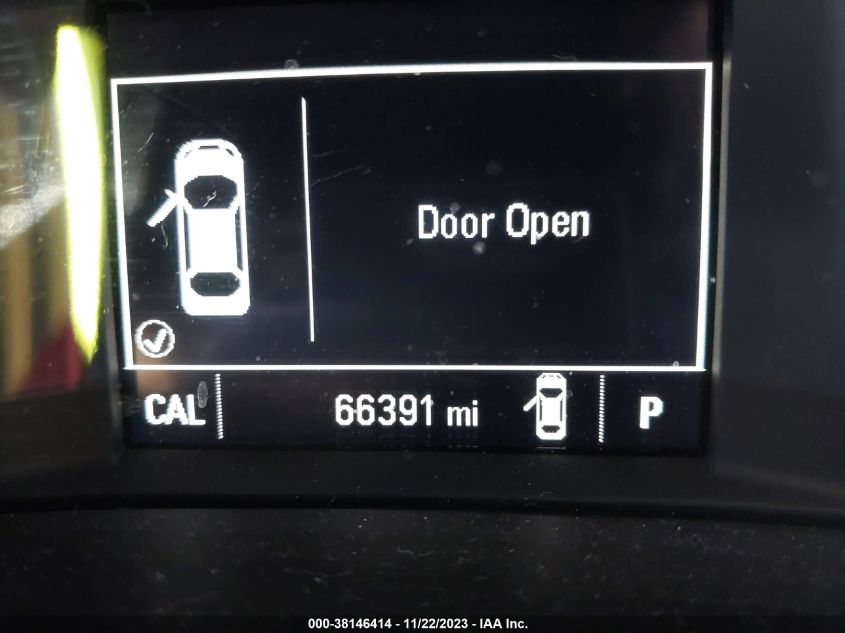 Door Open
CAL 66391 mi P
000-38146414 - 11/22/2023 - IAA Inc.